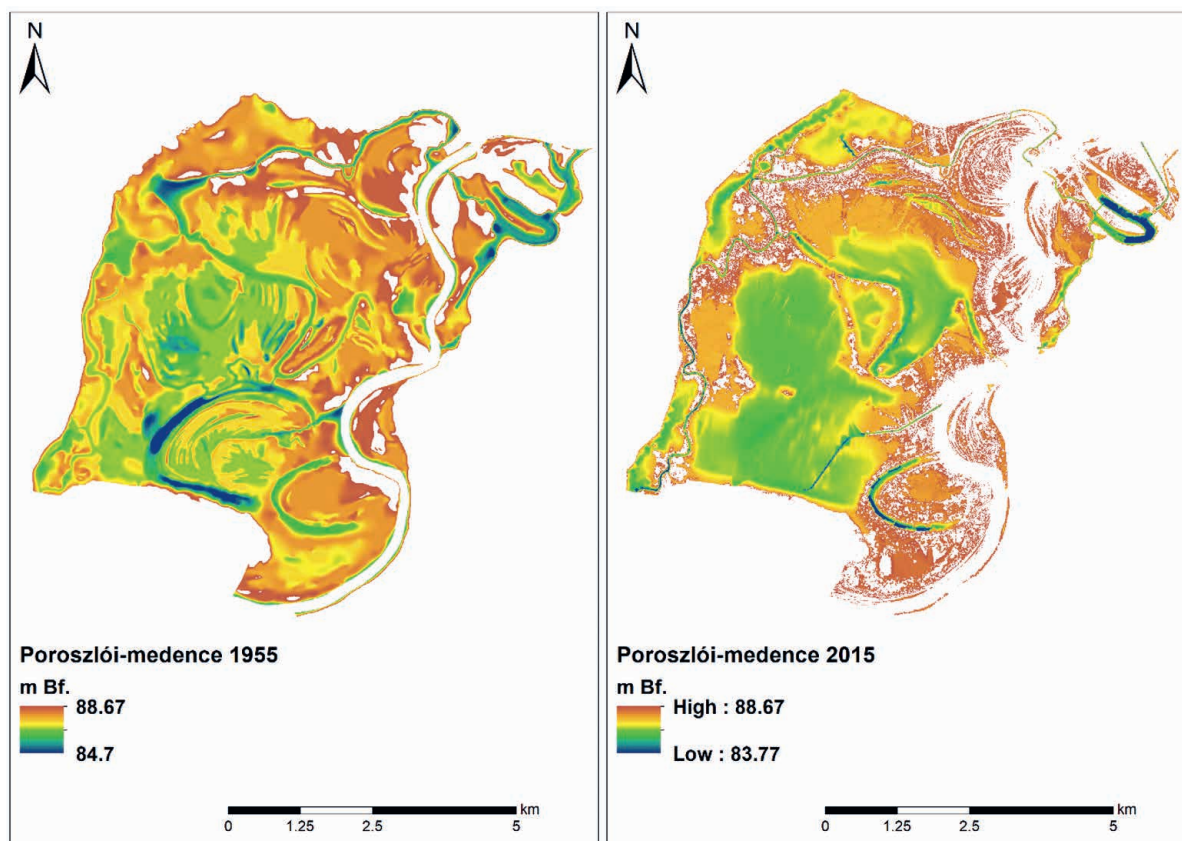 N
Poroszlói-medence 1955
m Bf.
88.67
84.7
km
0 1.25 2.5 5
N
Poroszlói-medence 2015
m Bf.
High : 88.67
Low : 83.77
km
0 1.25 2.5 5